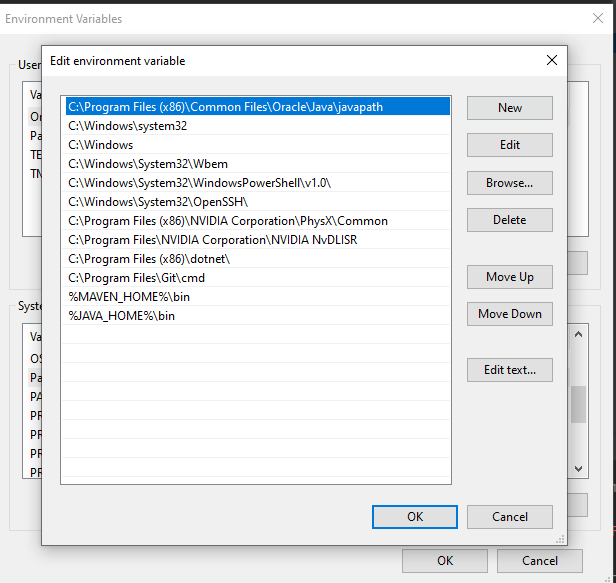 Environment Variables
Edit environment variable
User
C:\Program Files (x86)\Common Files\Oracle\Java\javapath
New
Va
C:\Windows\system32
On
C:\Windows
Edit
Pa
C:\Windows\System32\Wbem
TE
C:\Windows\System32\WindowsPowerShell\v1.0\
Browse...
TM
C:\Windows\System32\OpenSSH\
C:\Program Files (x86)\NVIDIA Corporation\PhysX\Common
Delete
C:\Program Files\NVIDIA Corporation\NVIDIA NvDLISR
C:\Program Files (x86)\dotnet\
C:\Program Files\Git\cmd
Move Up
%MAVEN_HOME%\bin
Syste
%JAVA_HOME%\bin
Move Down
Va
OS
Edit text...
Pa
PA
PR
PR
PR
PR
OK
Cancel
OK
Cancel